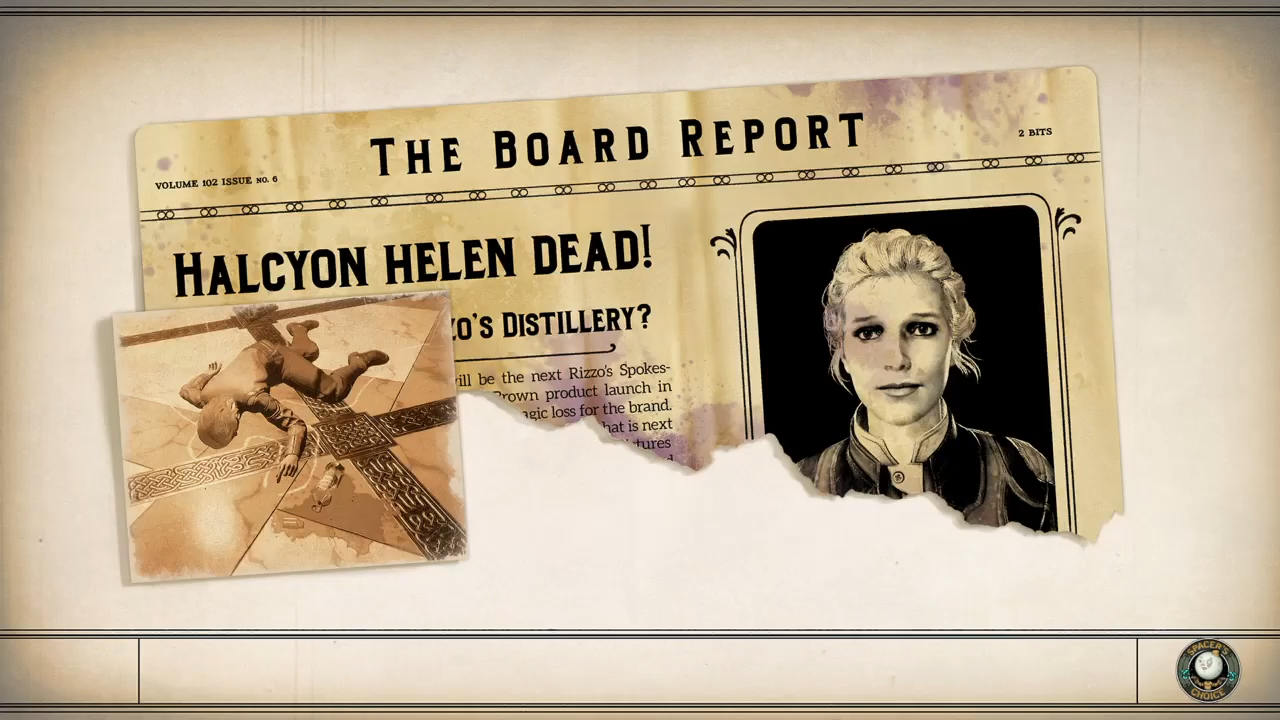 THE BOARD REPORT
2 BITS
VOLUME 102 ISSUE NO. 6
HALCYON HELEN DEAD!
ZO'S DISTILLERY?
will be the next Rizzo's Spokes-
Brown product launch in
agic loss for the brand.
hat is next
SPACER'S
CHOICE